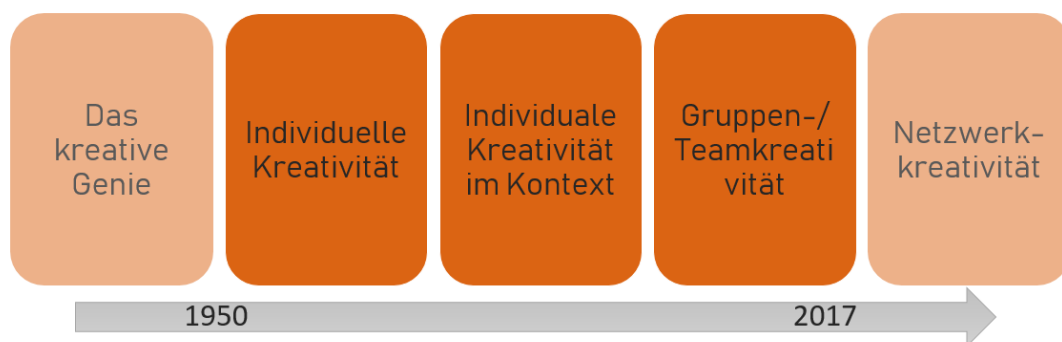 Das
kreative
Genie
Individuelle
Kreativität
Individuale
Kreativität
im Kontext
Gruppen-/
Teamkreati
vität
Netzwerk-
kreativität
1950
2017